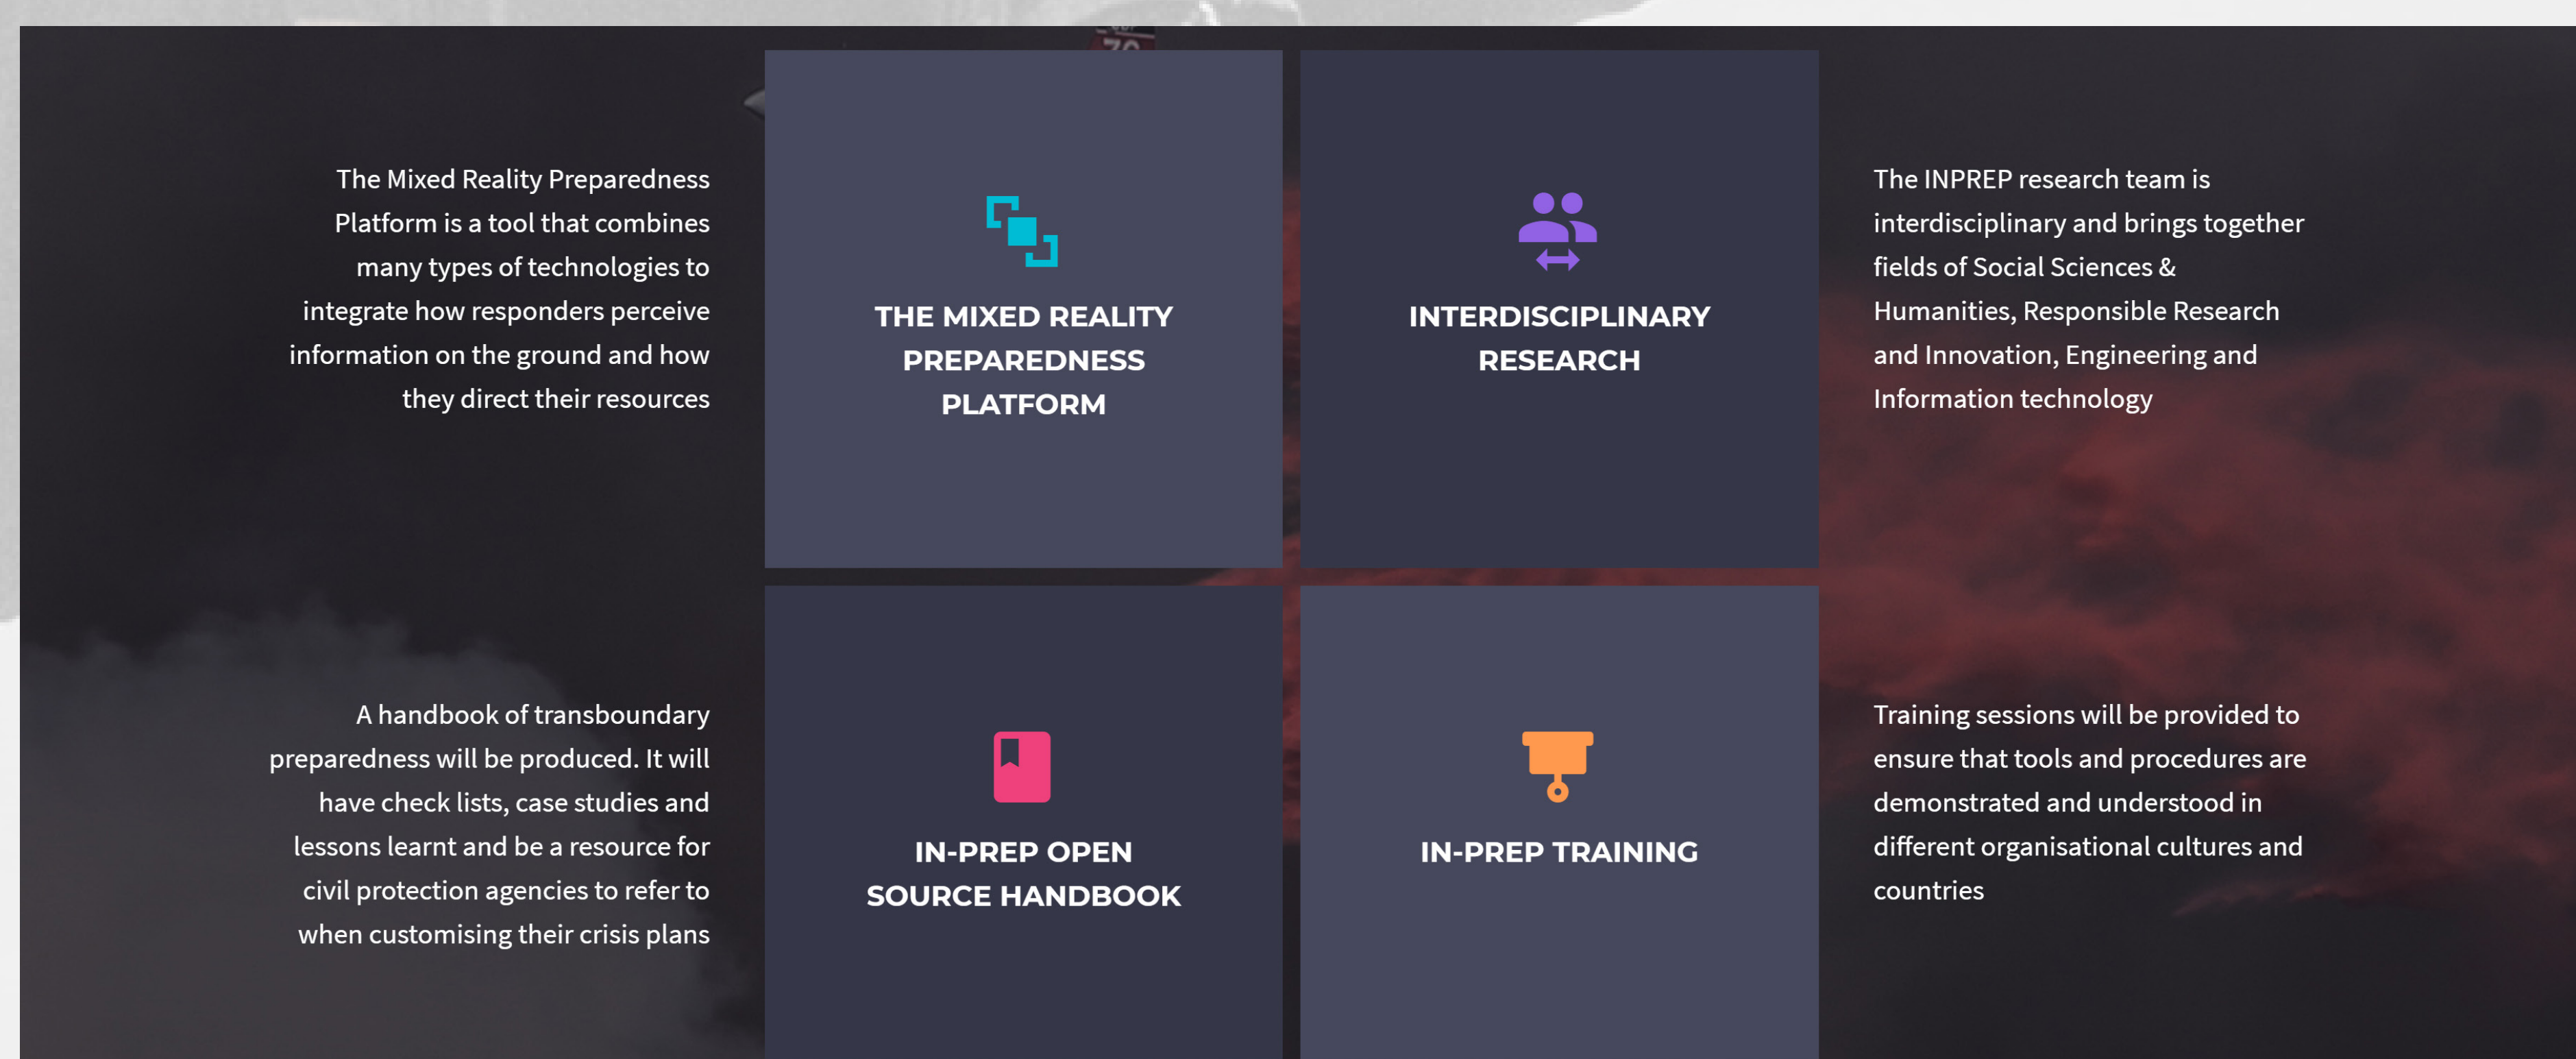 The Mixed Reality Preparedness
Platform is a tool that combines
many types of technologies to
integrate how responders perceive
information on the ground and how
they direct their resources
THE MIXED REALITY
PREPAREDNESS
PLATFORM
INTERDISCIPLINARY
RESEARCH
The INPREP research team is
interdisciplinary and brings together
fields of Social Sciences &
Humanities, Responsible Research
and Innovation, Engineering and
Information technology
A handbook of transboundary
preparedness will be produced. It will
have check lists, case studies and
lessons learnt and be a resource for
civil protection agencies to refer to
when customising their crisis plans
IN-PREP OPEN
SOURCE HANDBOOK
IN-PREP TRAINING
Training sessions will be provided to
ensure that tools and procedures are
demonstrated and understood in
different organisational cultures and
countries